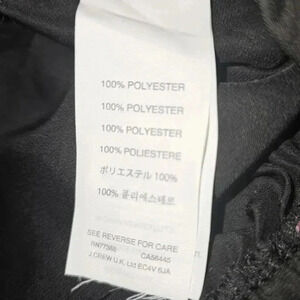 100% POLYESTER
100% POLYESTER
100% POLYESTER
100% POLIESTERE
ポリエステル 100%
100% 폴리에스테르
SEE REVERSE FOR CARE
RN77388 CA56445
J.CREW U.K. Ltd EC4V 6JA